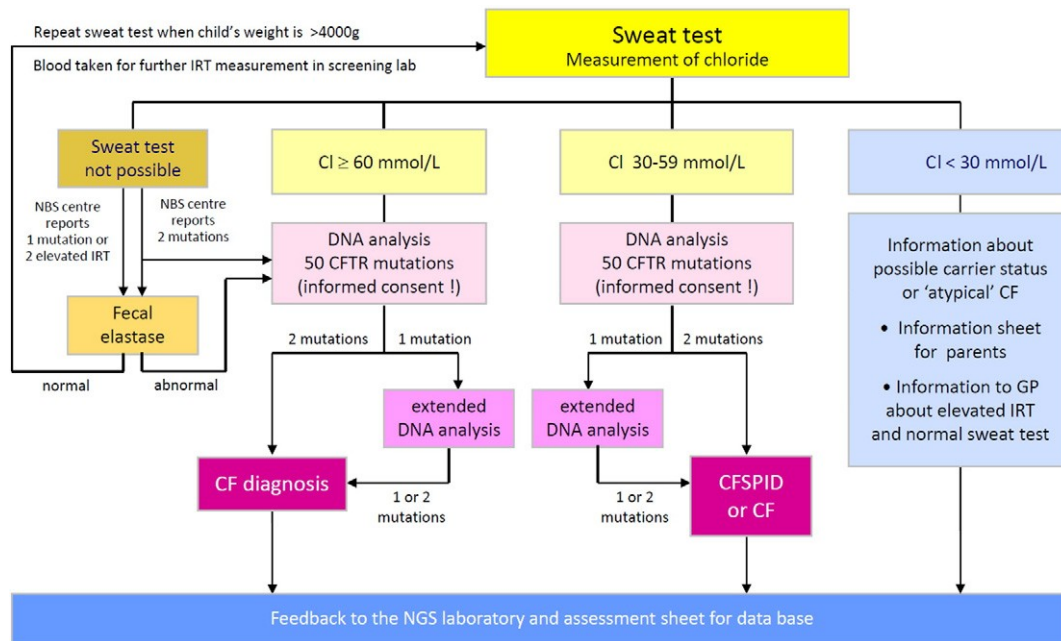 Repeat sweat test when child's weight is >4000g
Blood taken for further IRT measurement in screening lab
Sweat test
Measurement of chloride
Sweat test
not possible
Cl ≥ 60 mmol/L
Cl 30-59 mmol/L
Cl < 30 mmol/L
NBS centre
reports
1 mutation or
2 elevated IRT
NBS centre
reports
2 mutations
DNA analysis
50 CFTR mutations
(informed consent !)
DNA analysis
50 CFTR mutations
(informed consent !)
Information about
possible carrier status
or 'atypical' CF
• Information sheet
for parents
• Information to GP
about elevated IRT
and normal sweat test
Fecal
elastase
normal
abnormal
2 mutations
1 mutation
1 mutation
2 mutations
extended
DNA analysis
extended
DNA analysis
CF diagnosis
1 or 2
mutations
1 or 2
mutations
CFSPID
or CF
Feedback to the NGS laboratory and assessment sheet for data base